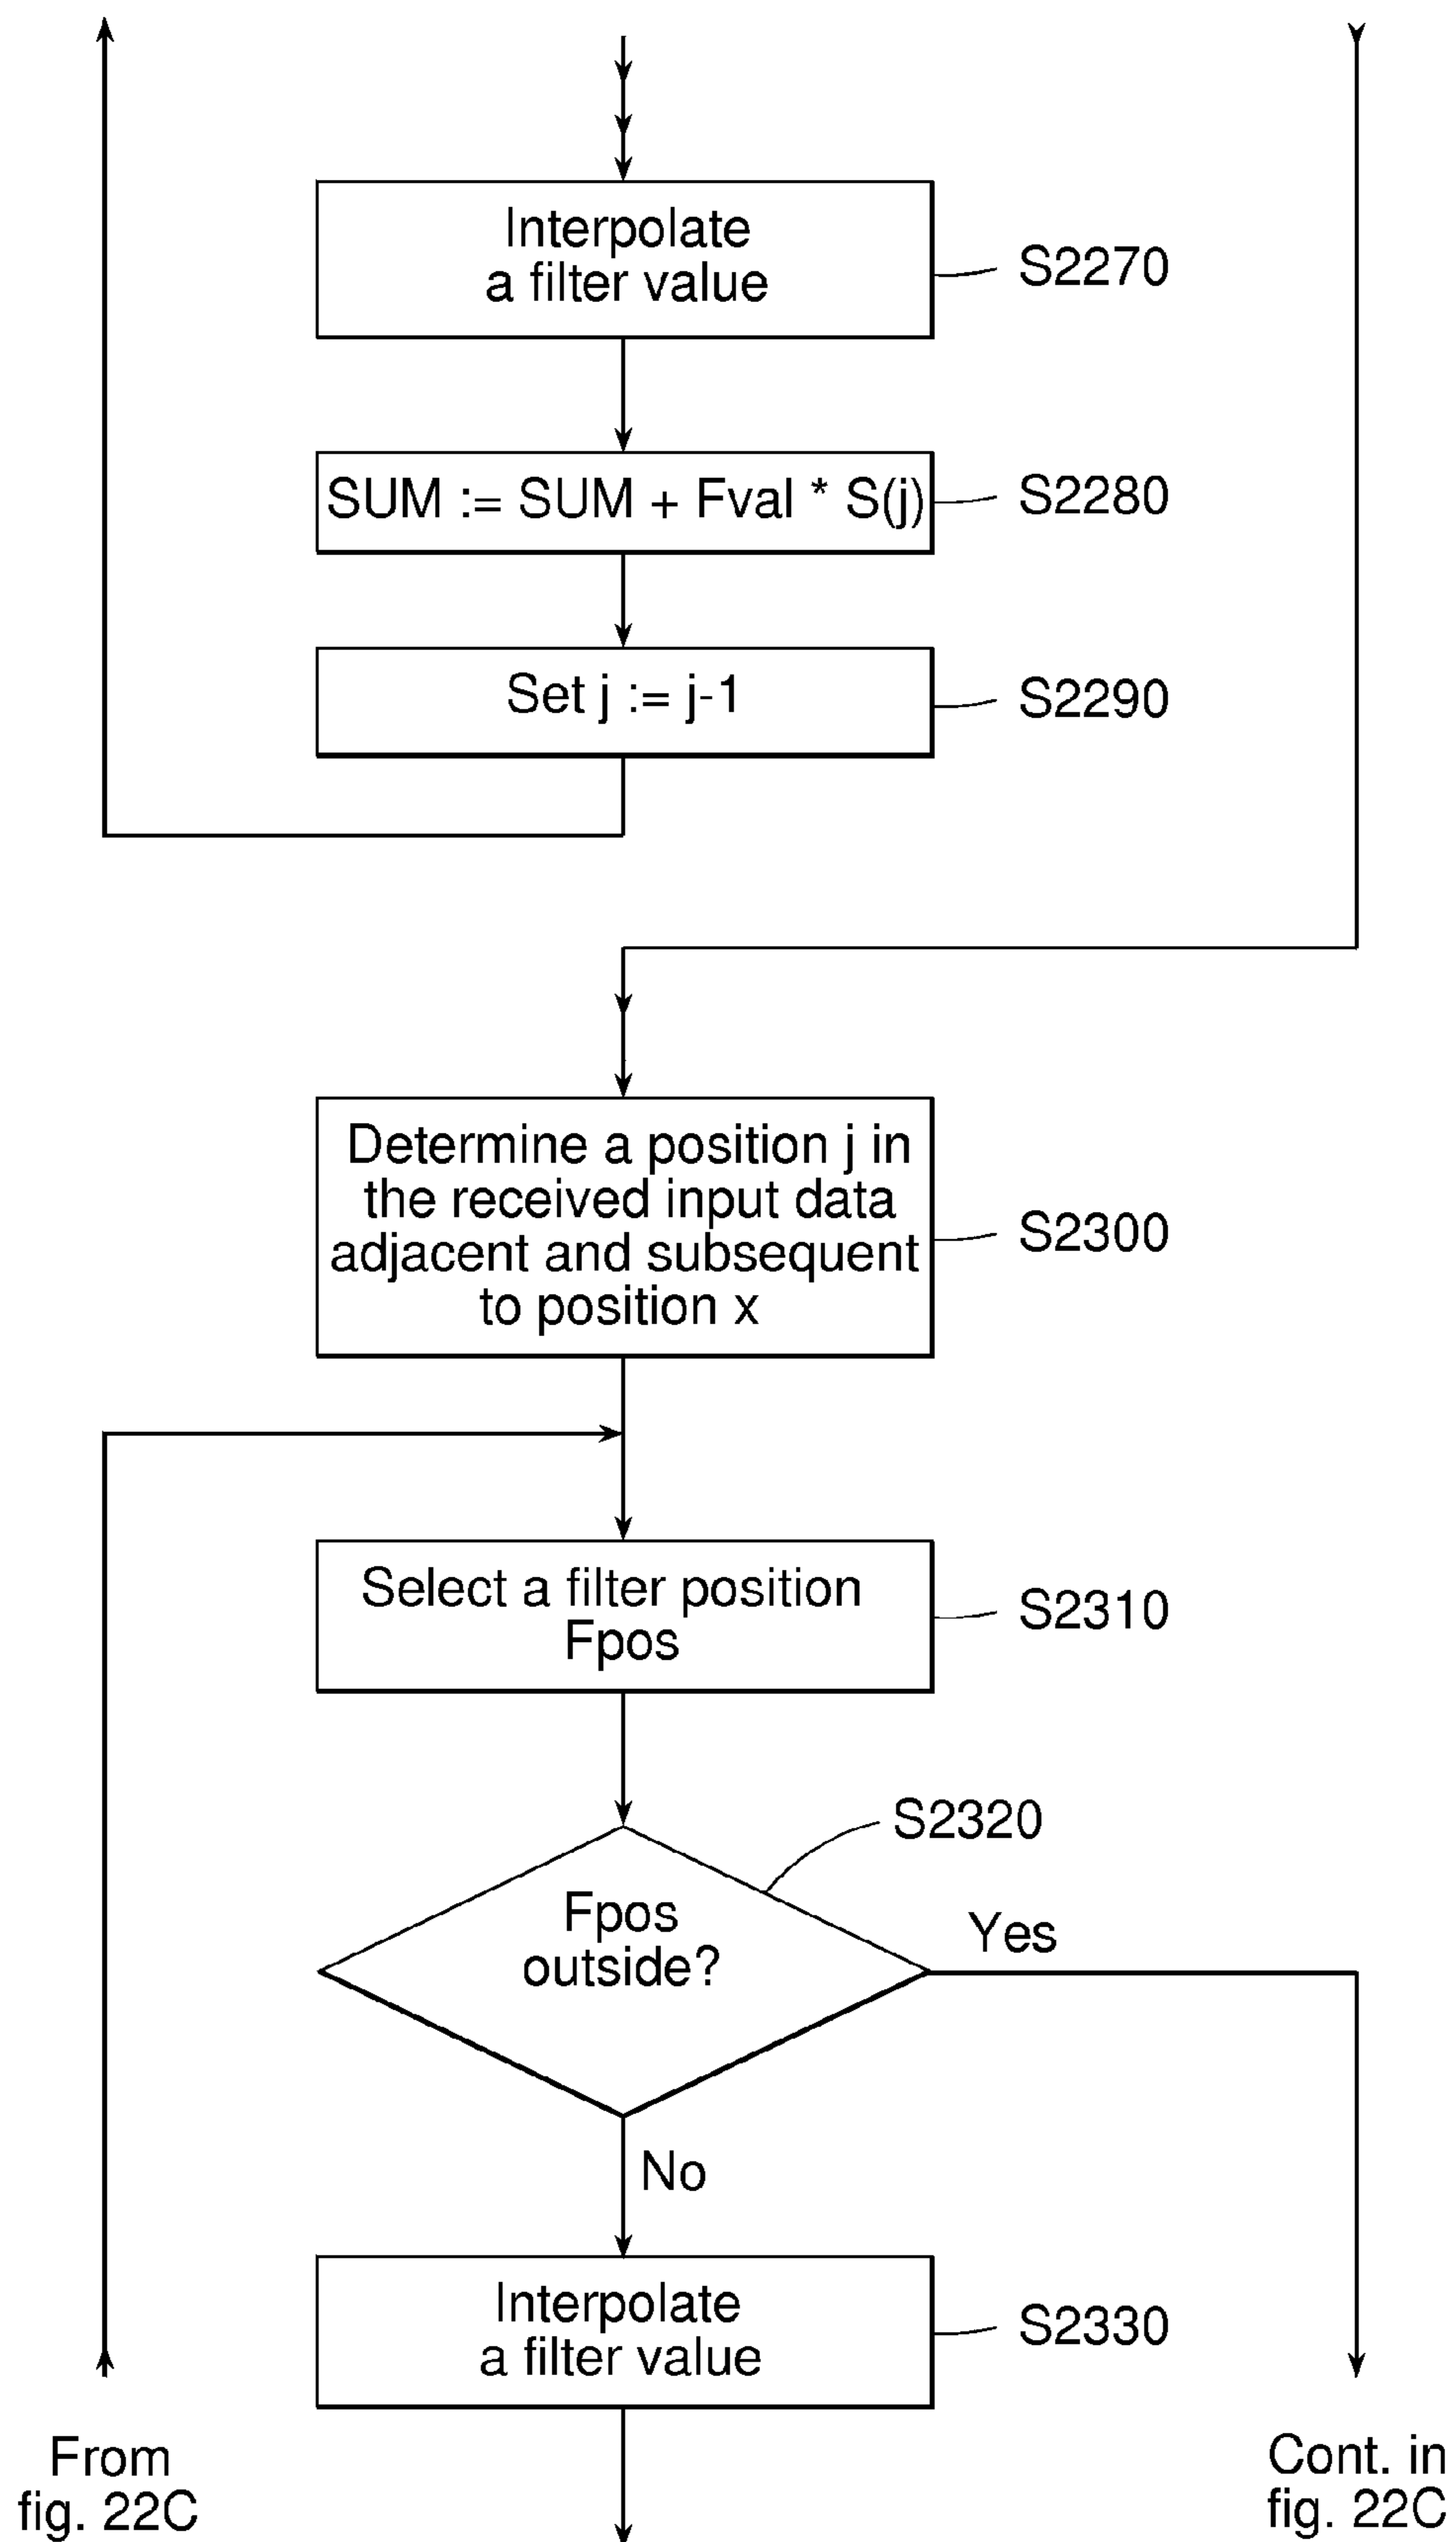 Interpolate
a filter value
S2270
SUM := SUM + Fval * S(j)
S2280
Set j := j-1
S2290
Determine a position j in
the received input data
adjacent and subsequent
to position x
S2300
Select a filter position
Fpos
S2310
S2320
Fpos
outside?
Yes
No
Interpolate
a filter value
S2330
From
fig. 22C
Cont. in
fig. 22C